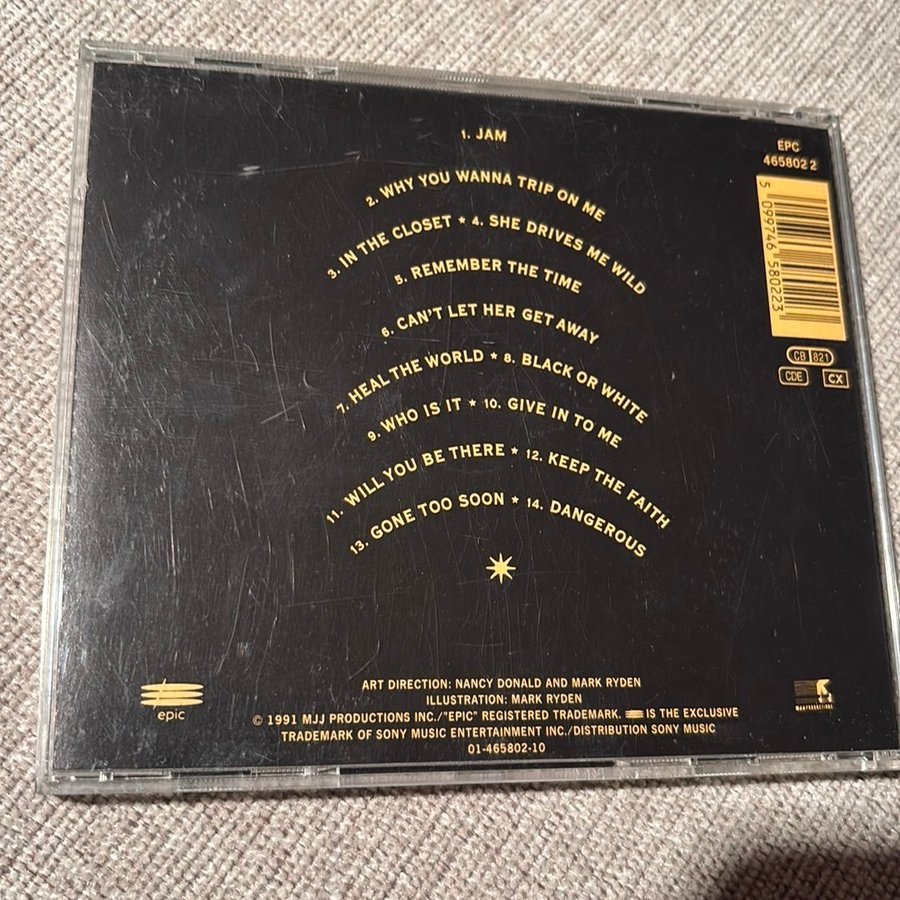 1. JAM
2. WHY YOU WANNA TRIP ON ME
3. IN THE CLOSET ★ 4. SHE DRIVES ME WILD
5. REMEMBER THE TIME
6. CAN'T LET HER GET AWAY
7. HEAL THE WORLD ★ 8. BLACK OR WHITE
9. WHO IS IT ★ 10. GIVE IN TO ME
11. WILL YOU BE THERE ★ 12. KEEP THE FAITH
13. GONE TOO SOON ★ 14. DANGEROUS
EPC
465802 2
5 099746 580223
CB 821
CDE CX
epic
ART DIRECTION: NANCY DONALD AND MARK RYDEN
ILLUSTRATION: MARK RYDEN
© 1991 MJJ PRODUCTIONS INC./"EPIC" REGISTERED TRADEMARK. IS THE EXCLUSIVE
TRADEMARK OF SONY MUSIC ENTERTAINMENT INC./DISTRIBUTION SONY MUSIC
01-465802-10